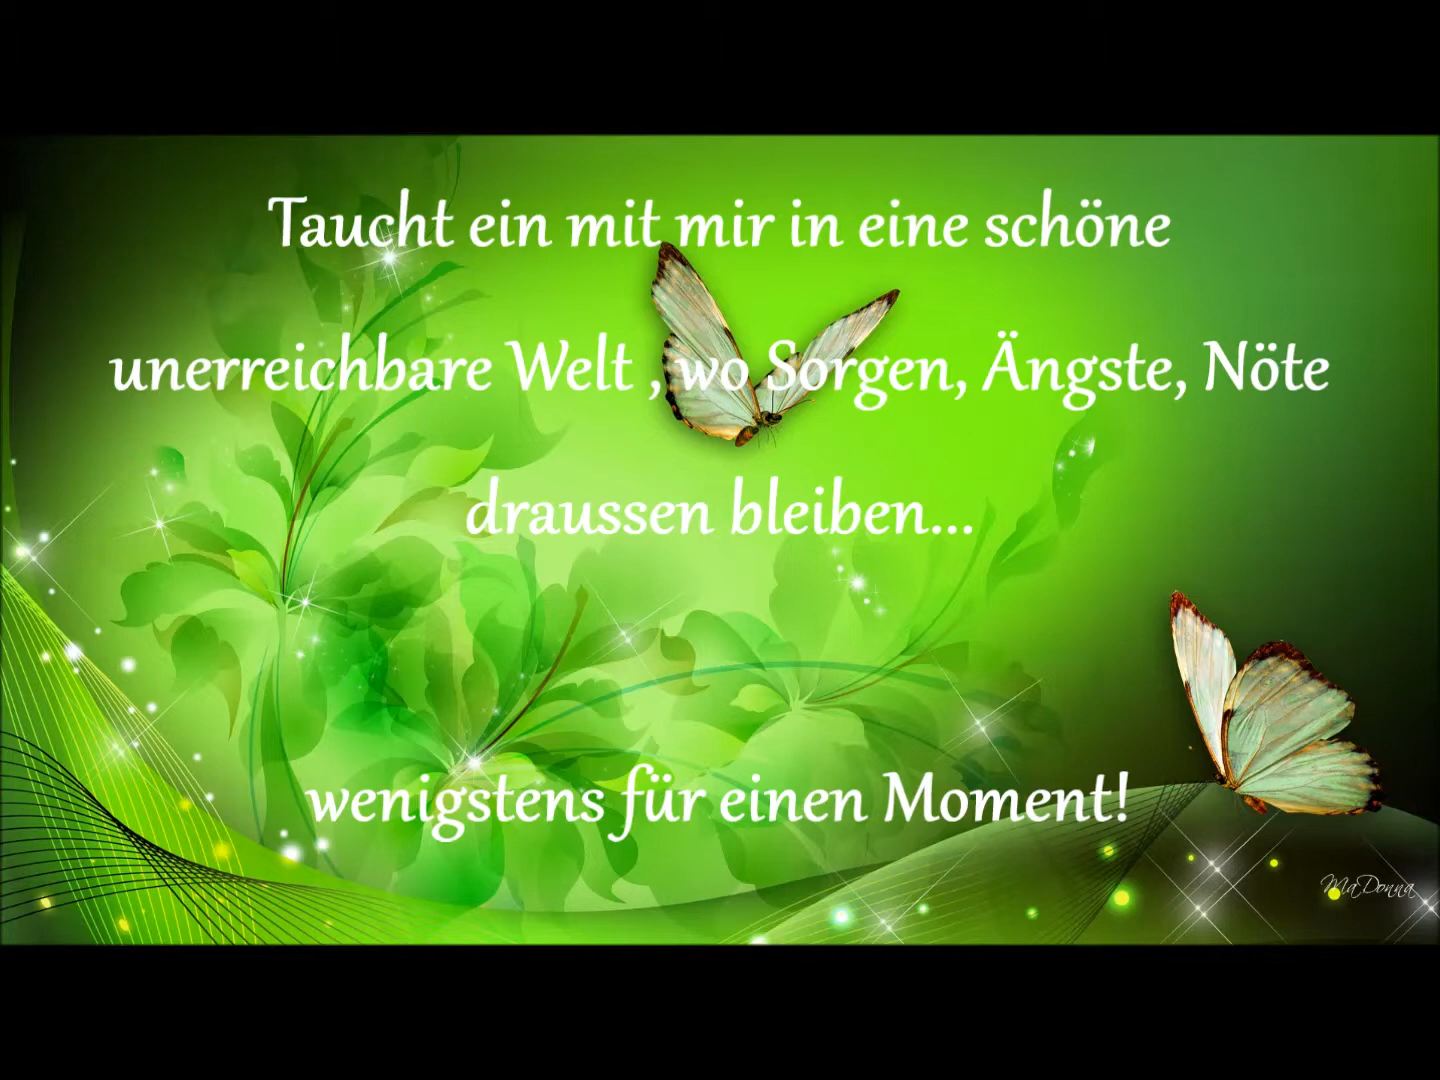 Taucht ein mit mir in eine schöne
unerreichbare Welt , wo Sorgen, Ängste, Nöte
draussen bleiben...
wenigstens für einen Moment!
MaDonna